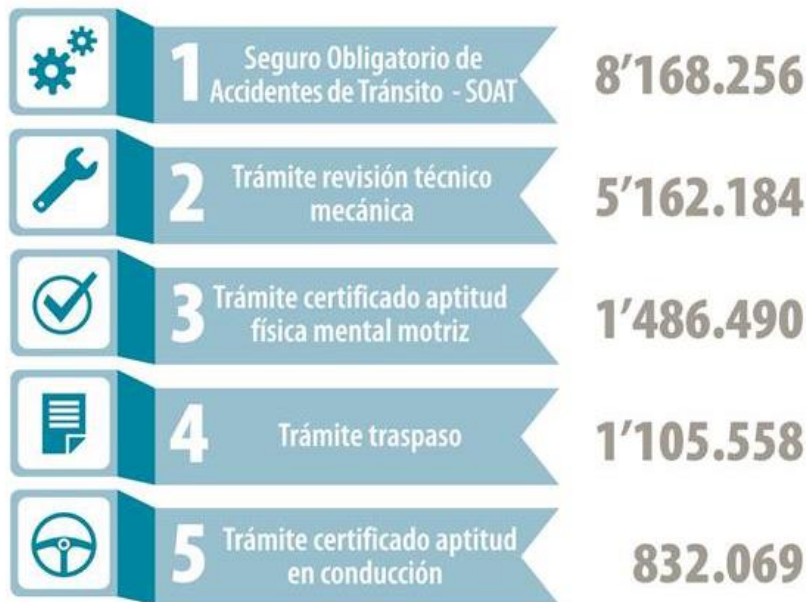 1
Seguro Obligatorio de
Accidentes de Tránsito - SOAT
8’168.256
2
Trámite revisión técnico
mecánica
5’162.184
3
Trámite certificado aptitud
física mental motriz
1’486.490
4
Trámite traspaso
1’105.558
5
Trámite certificado aptitud
en conducción
832.069